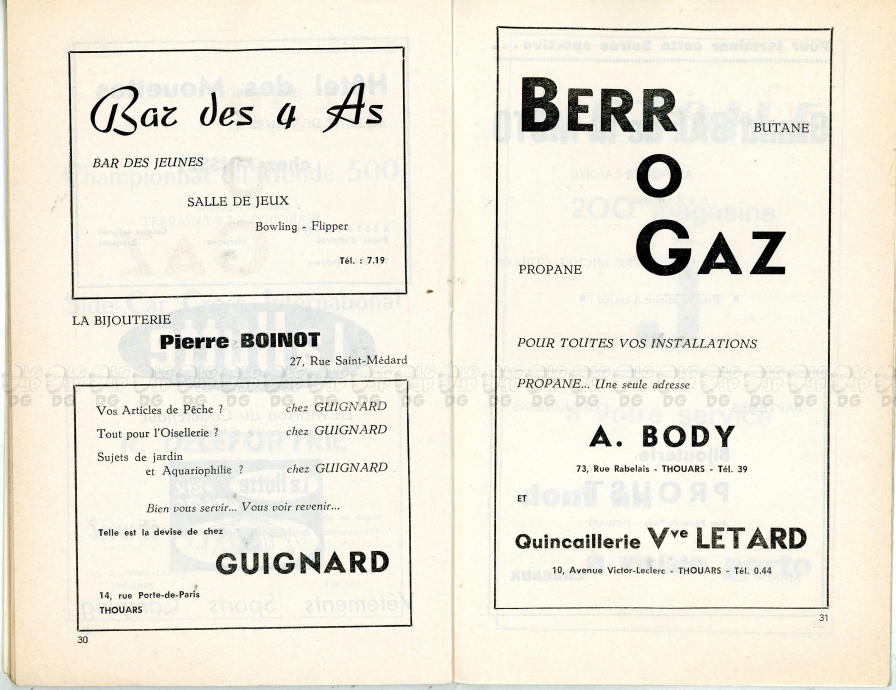 Bar des 4 As
BAR DES JEUNES
SALLE DE JEUX
Bowling - Flipper
Tél. : 7.19
LA BIJOUTERIE
Pierre BOINOT
27, Rue Saint-Médard
Vos Articles de Pêche ? chez GUIGNARD
Tout pour l'Oisellerie ? chez GUIGNARD
Sujets de jardin
et Aquariophilie ? chez GUIGNARD
Bien vous servir... Vous voir revenir...
Telle est la devise de chez
GUIGNARD
14, rue Porte-de-Paris
THOUARS
30
BERR
BUTANE
O
GAZ
PROPANE
POUR TOUTES VOS INSTALLATIONS
PROPANE... Une seule adresse
A. BODY
73, Rue Rabelais - THOUARS - Tél. 39
ET
Quincaillerie Vve LETARD
10, Avenue Victor-Leclerc - THOUARS - Tél. 0.44
31